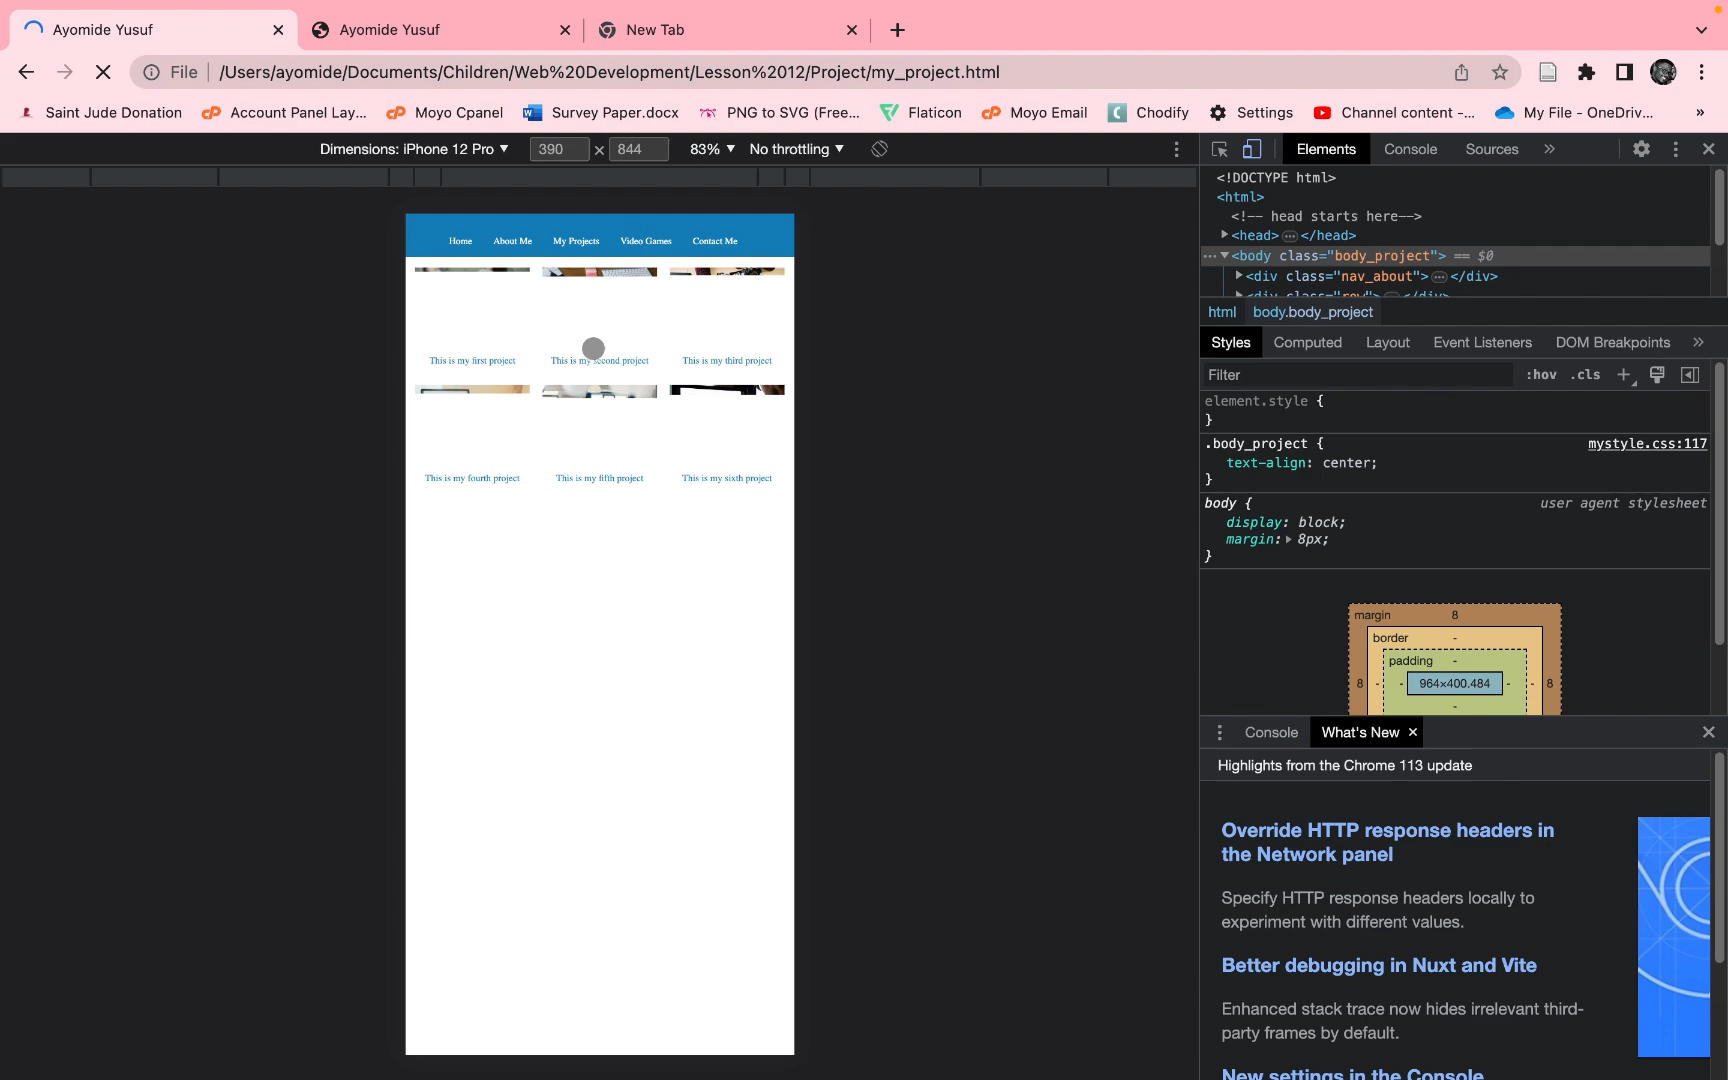 Ayomide Yusuf
Ayomide Yusuf
New Tab
File | /Users/ayomide/Documents/Children/Web%20Development/Lesson%2012/Project/my_project.html
Saint Jude Donation
Account Panel Lay...
Moyo Cpanel
Survey Paper.docx
PNG to SVG (Free...
Flaticon
Moyo Email
Chodify
Settings
Channel content -...
My File - OneDriv...
»
Dimensions: iPhone 12 Pro ▼ 390 × 844 83% ▼ No throttling ▼
Elements Console Sources »
Home About Me My Projects Video Games Contact Me
This is my first project This is my second project This is my third project
This is my fourth project This is my fifth project This is my sixth project
<!DOCTYPE html>
<html>
<!-- head starts here-->
▶<head>…</head>
…▼<body class="body_project"> == $0
▶<div class="nav_about">…</div>
▶<div class="row">…</div>
html body.body_project
Styles Computed Layout Event Listeners DOM Breakpoints »
Filter :hov .cls +
element.style {
}
.body_project { mystyle.css:117
text-align: center;
}
body { user agent stylesheet
display: block;
margin:▶ 8px;
}
margin 8
border -
padding -
8 - - 964×400.484 - - 8
-
Console What's New
Highlights from the Chrome 113 update
Override HTTP response headers in
the Network panel
Specify HTTP response headers locally to
experiment with different values.
Better debugging in Nuxt and Vite
Enhanced stack trace now hides irrelevant third-
party frames by default.
New settings in the Console